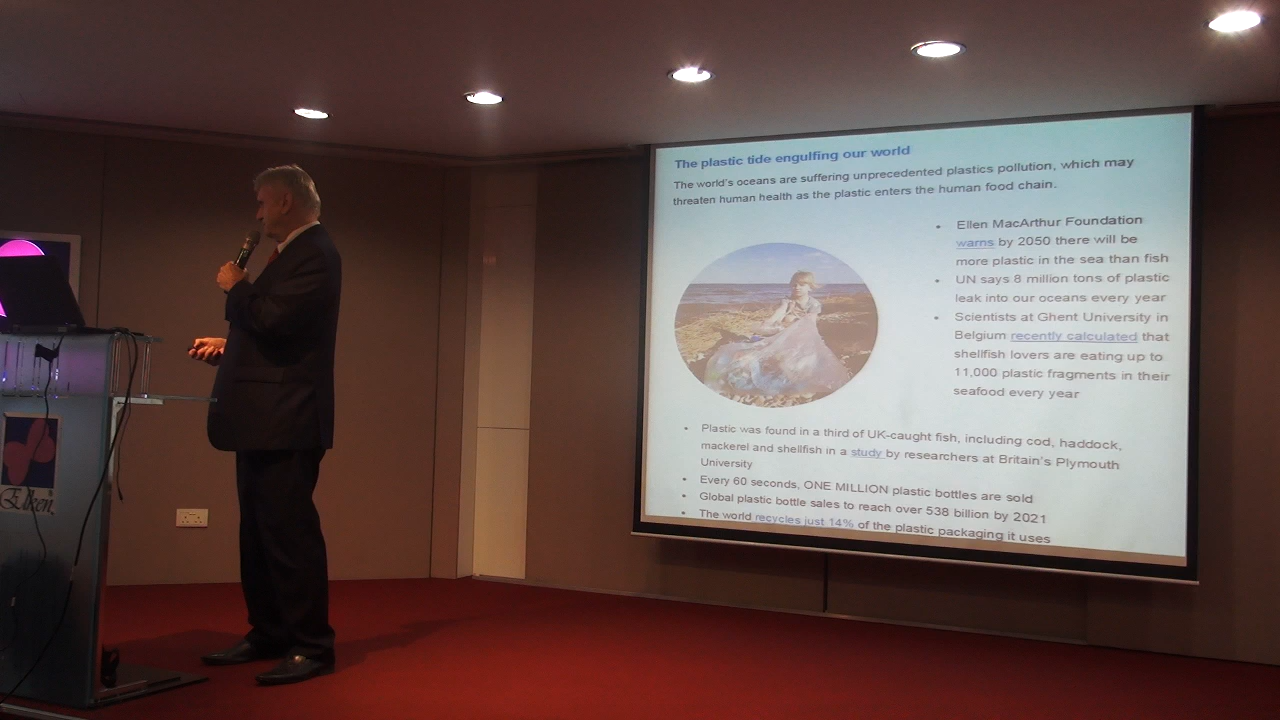 The plastic tide engulfing our world
The world's oceans are suffering unprecedented plastics pollution, which may
threaten human health as the plastic enters the human food chain.
• Ellen MacArthur Foundation
warns by 2050 there will be
more plastic in the sea than fish
• UN says 8 million tons of plastic
leak into our oceans every year
• Scientists at Ghent University in
Belgium recently calculated that
shellfish lovers are eating up to
11,000 plastic fragments in their
seafood every year
• Plastic was found in a third of UK-caught fish, including cod, haddock,
mackerel and shellfish in a study by researchers at Britain's Plymouth
University
• Every 60 seconds, ONE MILLION plastic bottles are sold
• Global plastic bottle sales to reach over 538 billion by 2021
• The world recycles just 14% of the plastic packaging it uses
Elken